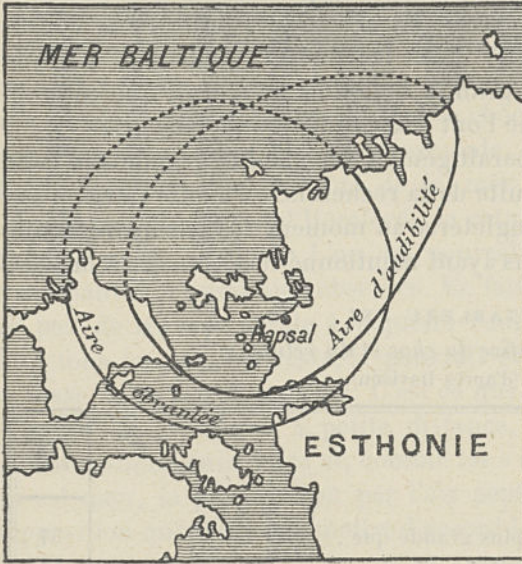 MER BALTIQUE
Aire d'audibilité
Hapsal
Aire ébranlée
ESTHONIE